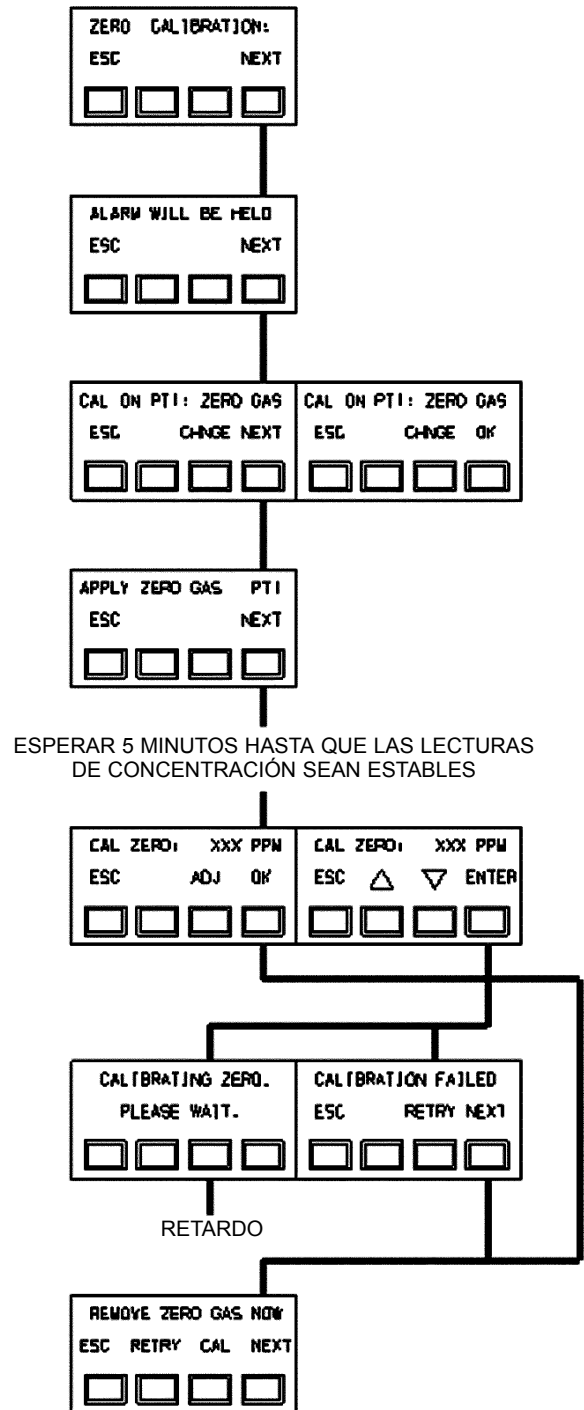 ZERO CALIBRATION:
ESC NEXT
ALARM WILL BE HELD
ESC NEXT
CAL ON PT1: ZERO GAS
ESC CHNGE NEXT
CAL ON PT1: ZERO GAS
ESC CHNGE OK
APPLY ZERO GAS PT1
ESC NEXT
ESPERAR 5 MINUTOS HASTA QUE LAS LECTURAS
DE CONCENTRACIÓN SEAN ESTABLES
CAL ZERO: XXX PPM
ESC ADJ OK
CAL ZERO: XXX PPM
ESC △ ▽ ENTER
CALIBRATING ZERO.
PLEASE WAIT.
CALIBRATION FAILED
ESC RETRY NEXT
RETARDO
REMOVE ZERO GAS NOW
ESC RETRY CAL NEXT